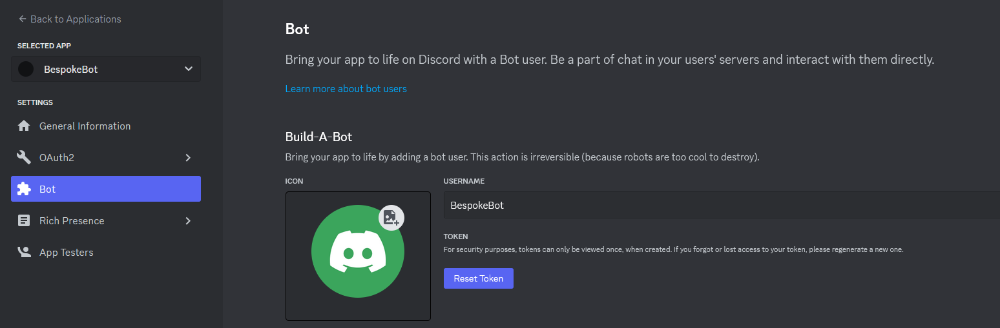 Back to Applications
SELECTED APP
BespokeBot
SETTINGS
General Information
OAuth2
Bot
Rich Presence
App Testers
Bot
Bring your app to life on Discord with a Bot user. Be a part of chat in your users' servers and interact with them directly.
Learn more about bot users
Build-A-Bot
Bring your app to life by adding a bot user. This action is irreversible (because robots are too cool to destroy).
ICON
USERNAME
BespokeBot
TOKEN
For security purposes, tokens can only be viewed once, when created. If you forgot or lost access to your token, please regenerate a new one.
Reset Token